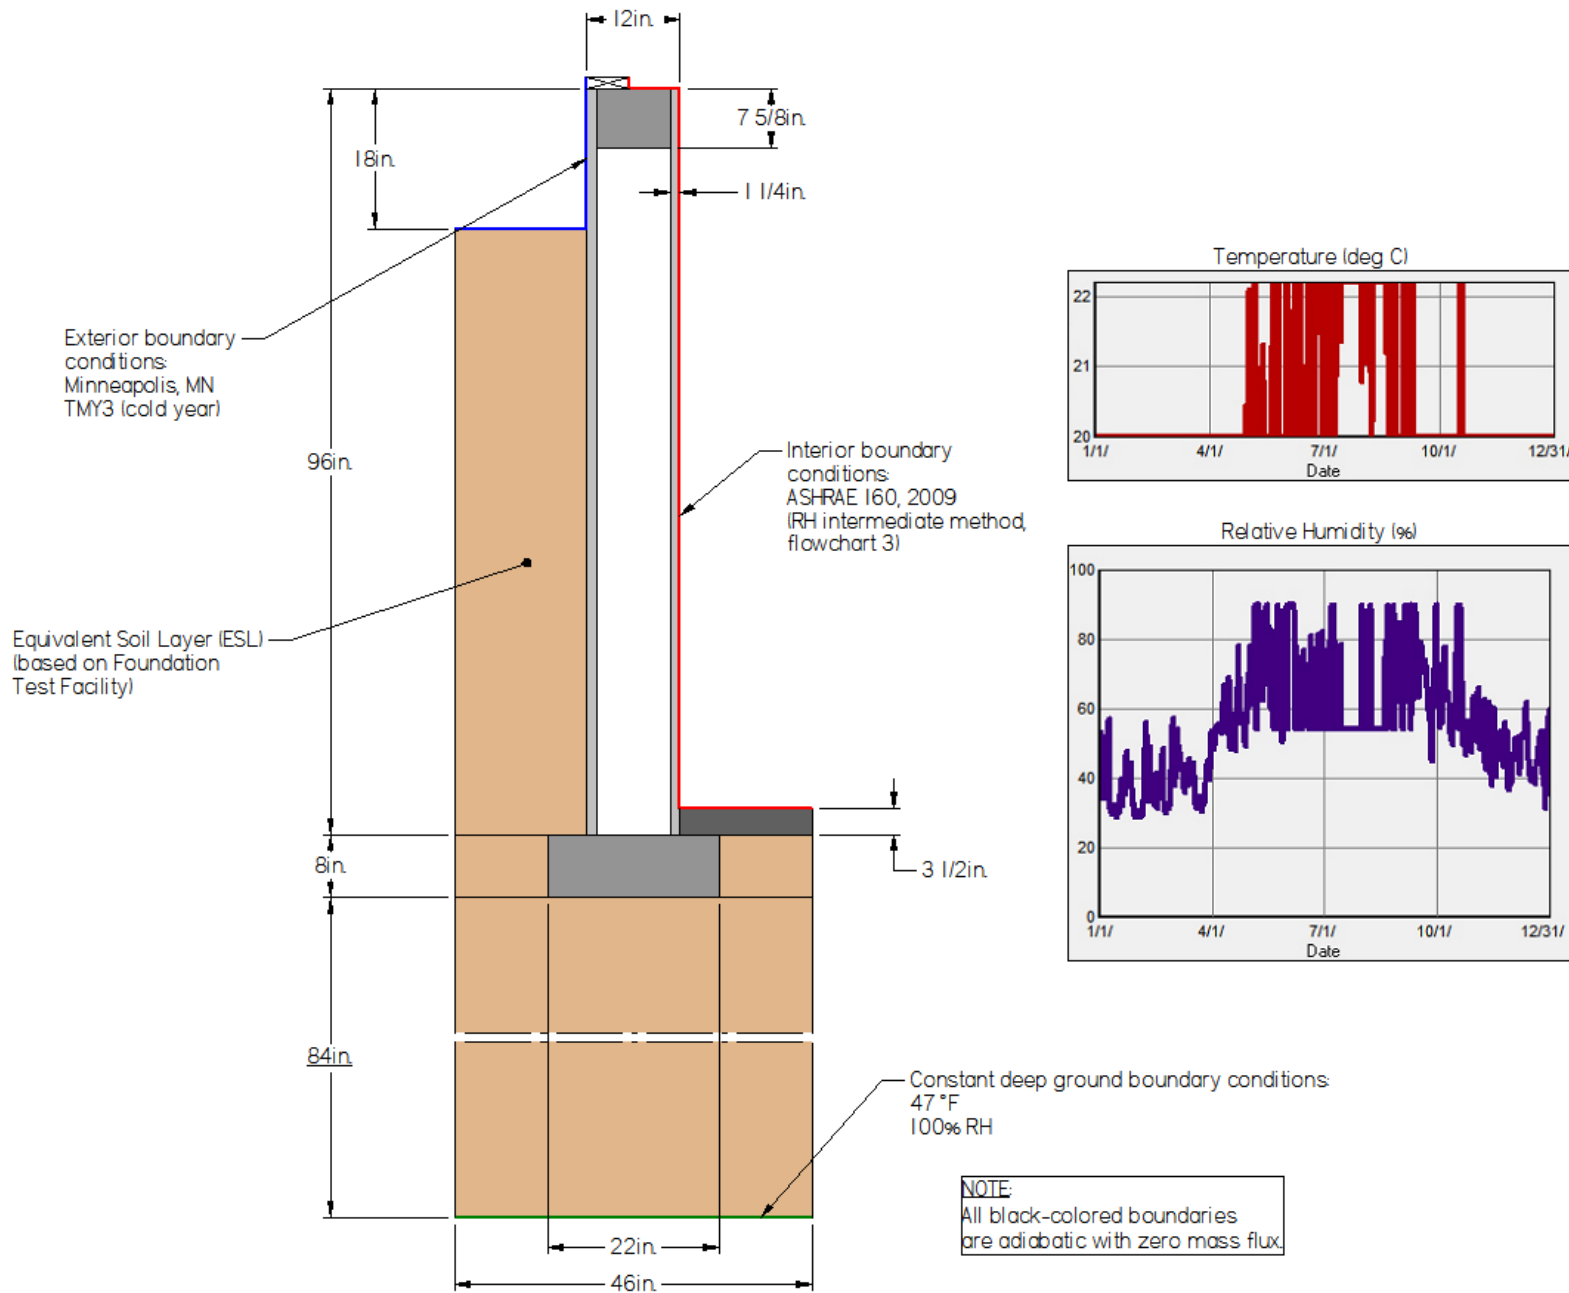 12in.
7 5/8in.
18in.
1 1/4in.
Exterior boundary
conditions:
Minneapolis, MN
TMY3 (cold year)
96in.
Interior boundary
conditions:
ASHRAE 160, 2009
(RH intermediate method,
flowchart 3)
Equivalent Soil Layer (ESL)
(based on Foundation
Test Facility)
3 1/2in.
8in.
84in.
Constant deep ground boundary conditions:
47 °F
100% RH
22in.
46in.
NOTE:
All black-colored boundaries
are adiabatic with zero mass flux.
Temperature (deg C)
22
21
20
1/1/ 4/1/ 7/1/ 10/1/ 12/31/
Date
Relative Humidity (%)
100
80
60
40
20
0
1/1/ 4/1/ 7/1/ 10/1/ 12/31/
Date